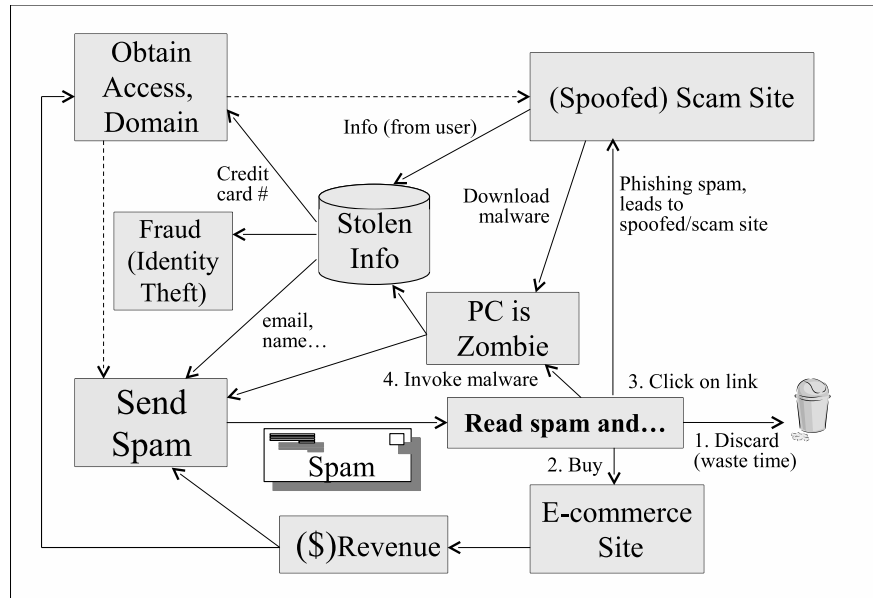 Obtain
Access,
Domain
(Spoofed) Scam Site
Info (from user)
Credit
card #
Download
malware
Phishing spam,
leads to
spoofed/scam site
Stolen
Info
Fraud
(Identity
Theft)
PC is
Zombie
email,
name…
4. Invoke malware
3. Click on link
Send
Spam
Read spam and…
1. Discard
(waste time)
Spam
2. Buy
E-commerce
Site
($)Revenue